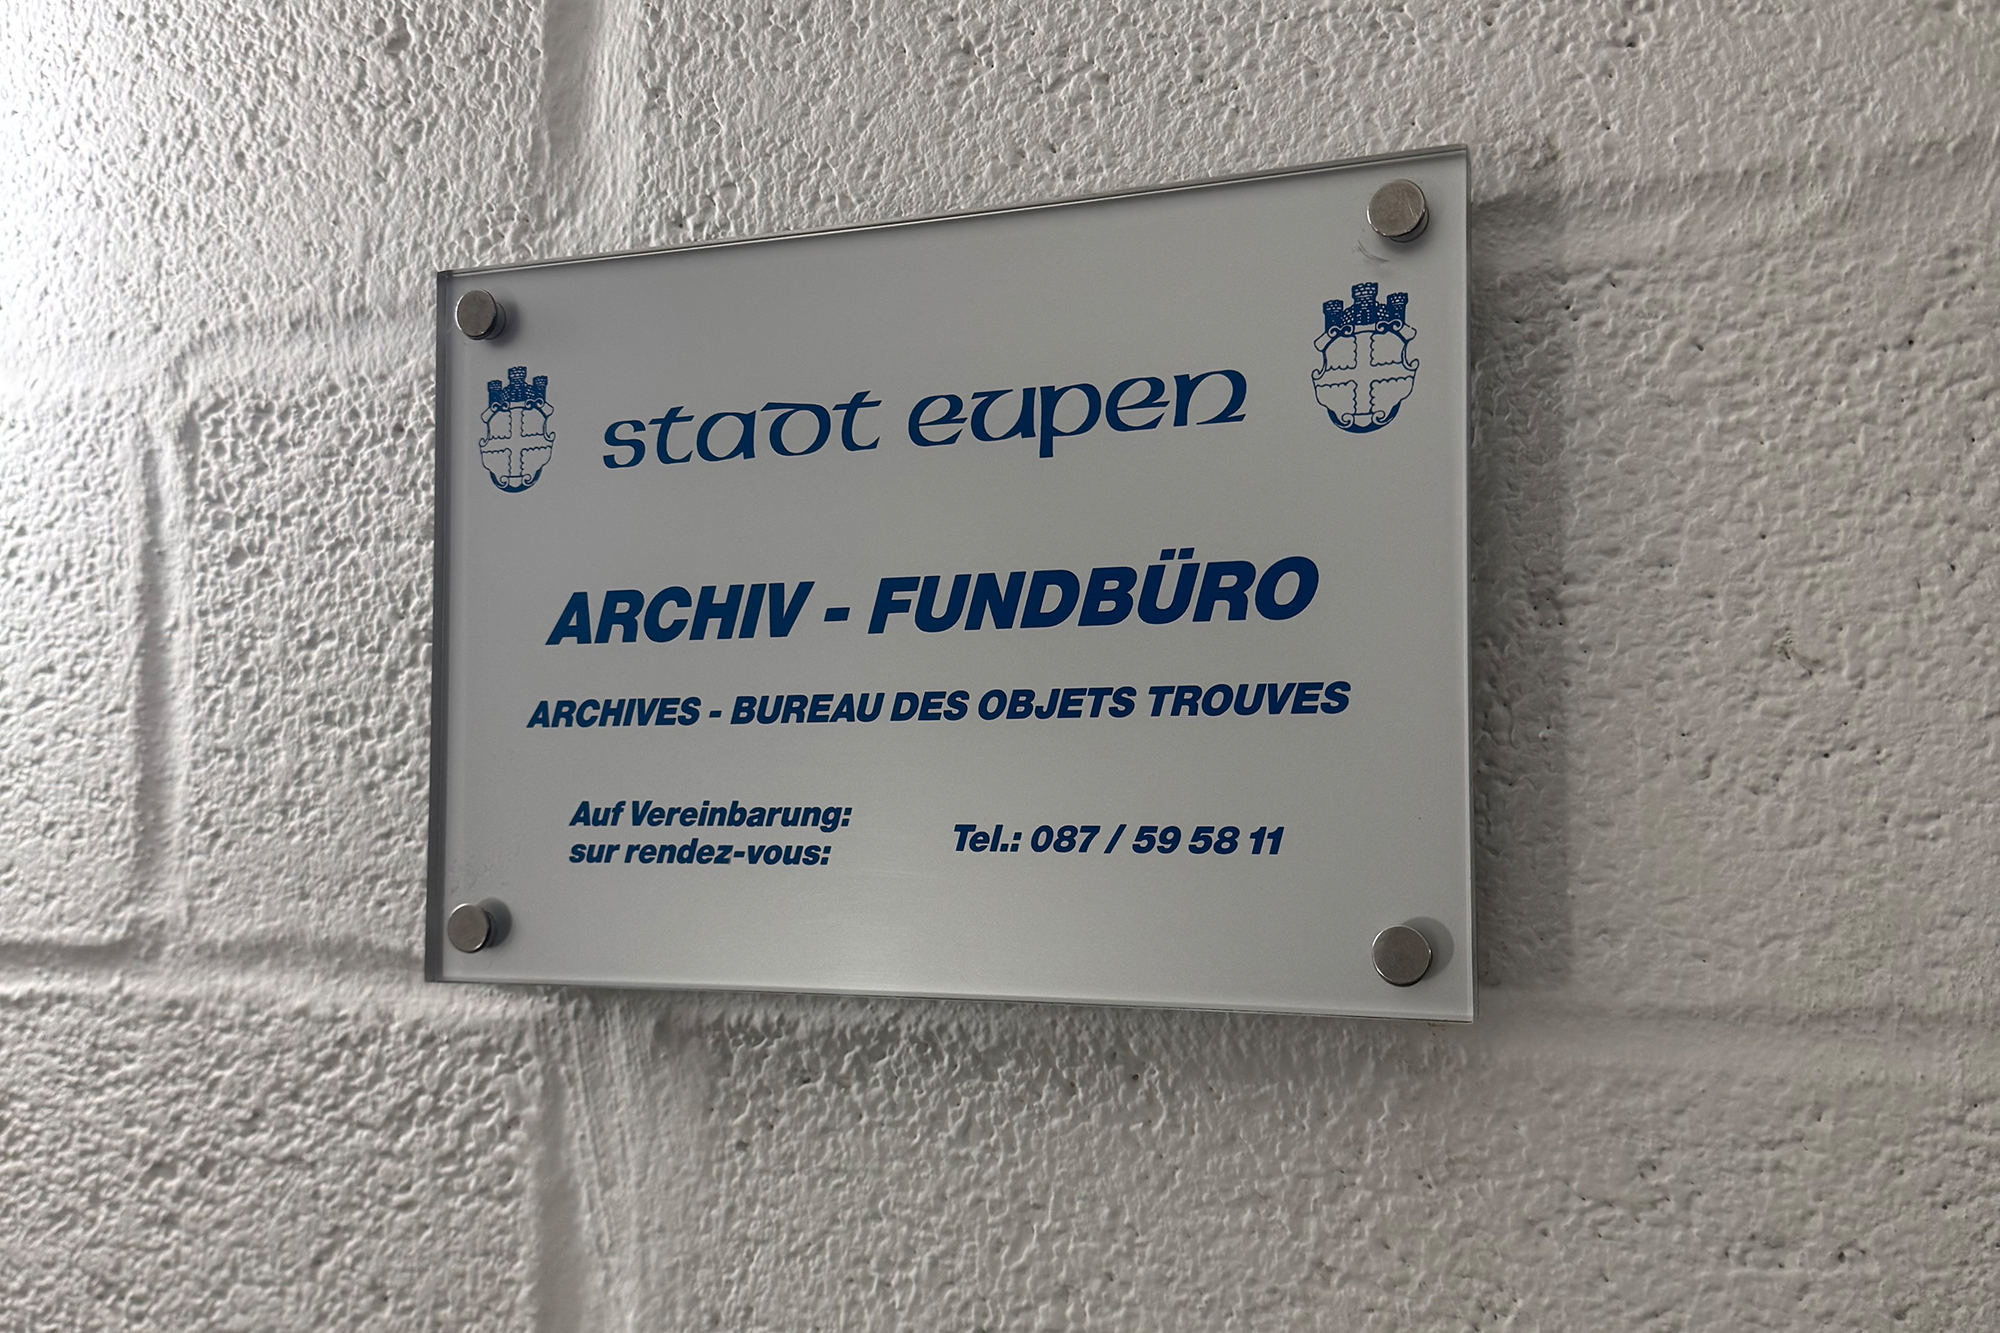 stadt eupen
ARCHIV - FUNDBÜRO
ARCHIVES - BUREAU DES OBJETS TROUVES
Auf Vereinbarung:
sur rendez-vous:
Tel.: 087 / 59 58 11